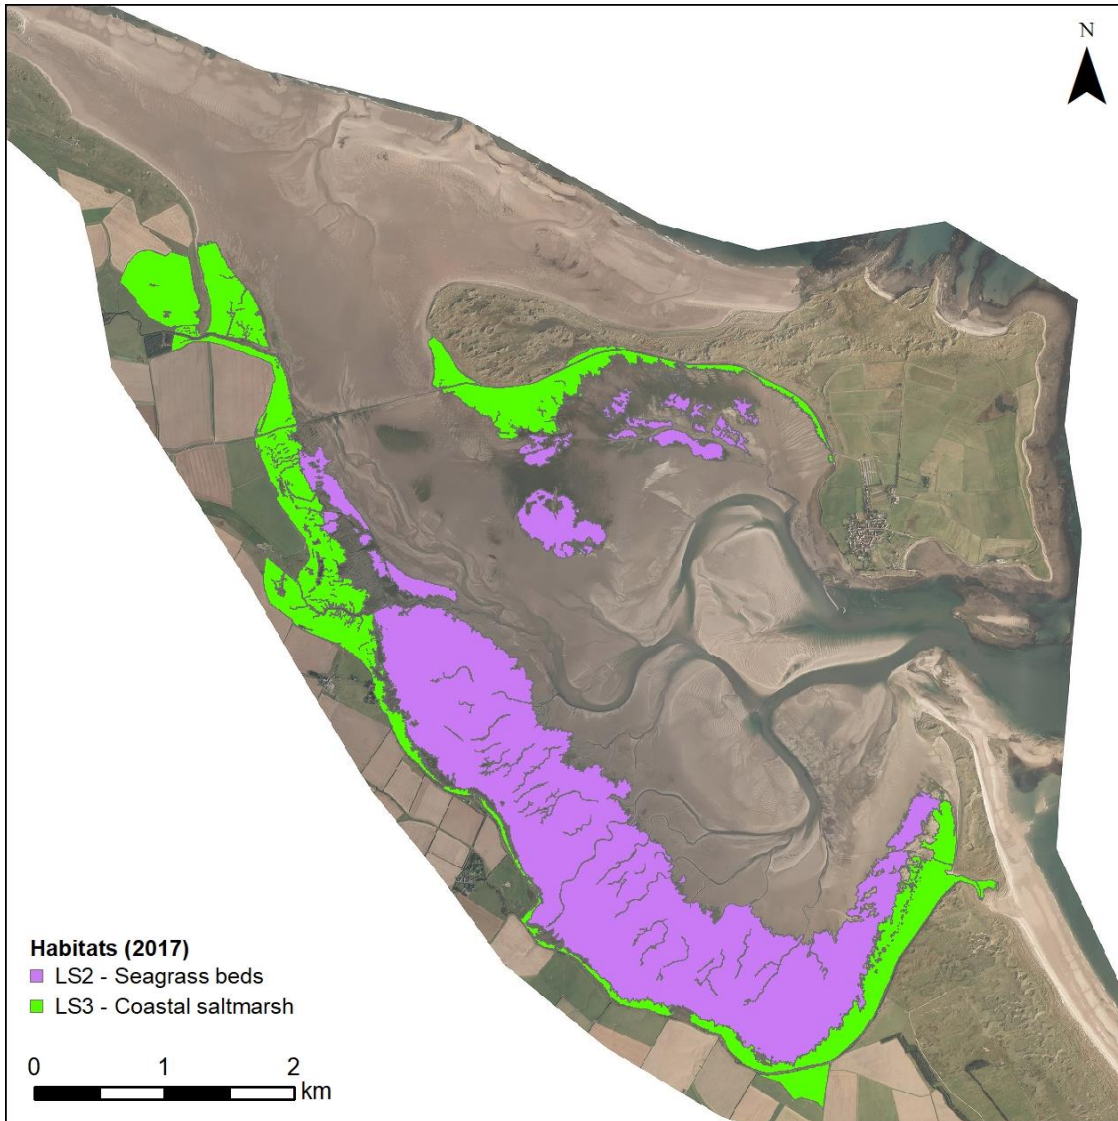 N
Habitats (2017)
LS2 - Seagrass beds
LS3 - Coastal saltmarsh
0 1 2
km